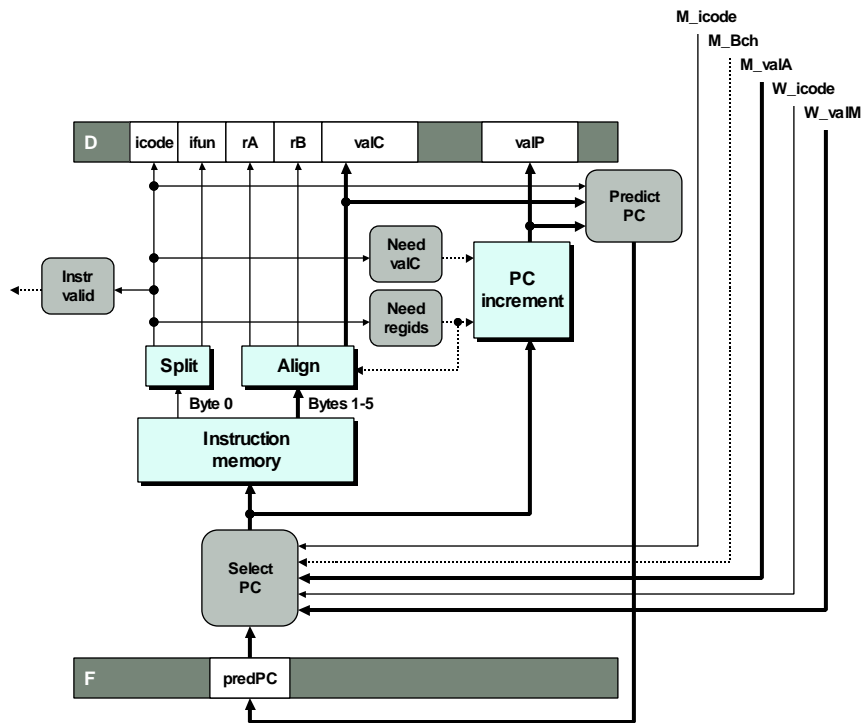 M_icode
M_Bch
M_valA
W_icode
W_valM
D
icode
ifun
rA
rB
valC
valP
Predict
PC
Need
valC
PC
increment
Instr
valid
Need
regids
Split
Align
Byte 0
Bytes 1-5
Instruction
memory
Select
PC
F
predPC